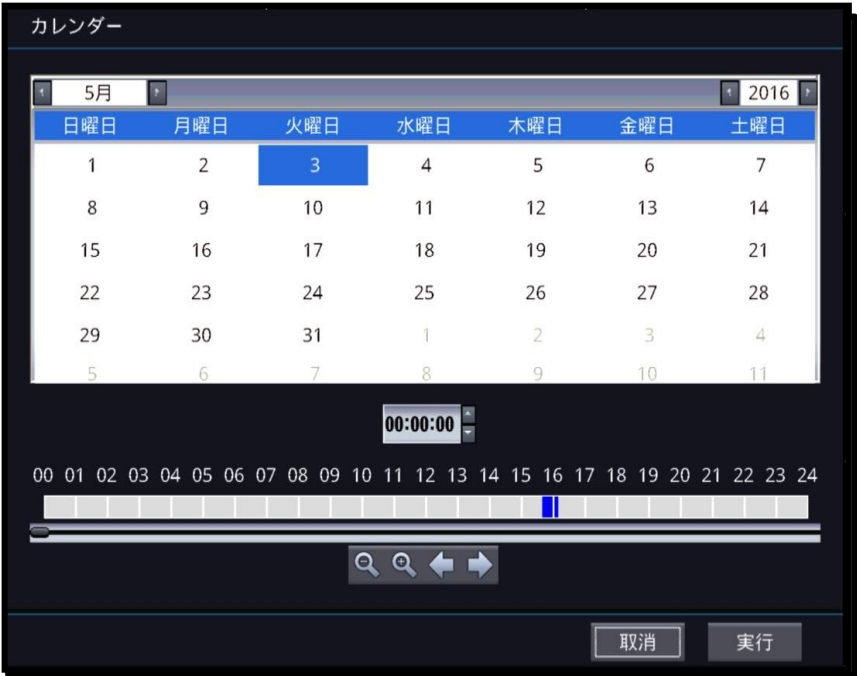 カレンダー
5月 2016
日曜日 月曜日 火曜日 水曜日 木曜日 金曜日 土曜日
1 2 3 4 5 6 7
8 9 10 11 12 13 14
15 16 17 18 19 20 21
22 23 24 25 26 27 28
29 30 31 1 2 3 4
5 6 7 8 9 10 11
00:00:00
00 01 02 03 04 05 06 07 08 09 10 11 12 13 14 15 16 17 18 19 20 21 22 23 24
取消 実行